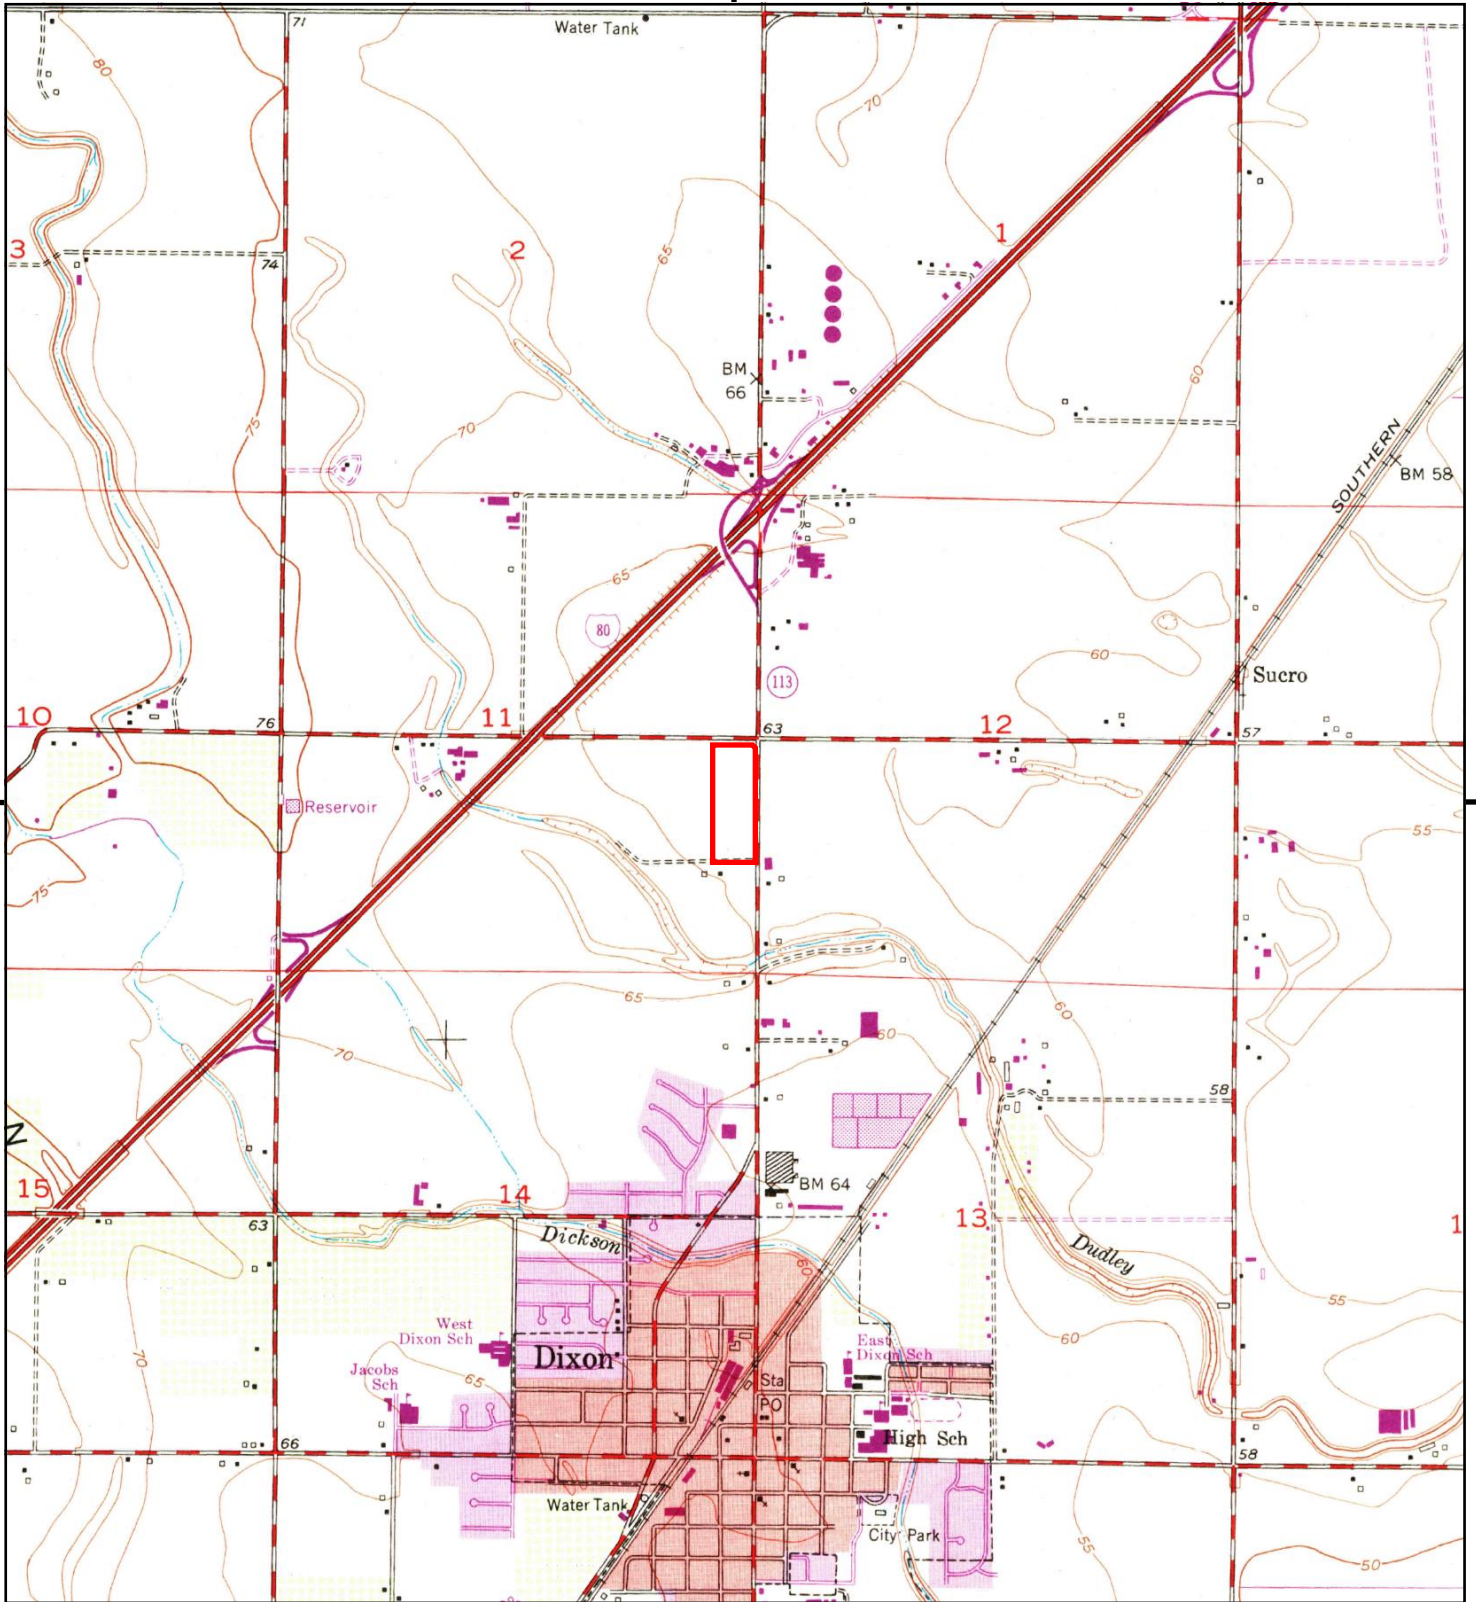 71
Water Tank
80
70
1
65
3
2
74
BM
66
60
75
70
SOUTHERN
BM 58
65
80
60
113
Sucro
10
76
11
63
12
57
Reservoir
55
75
65
60
60
70
58
N
15
14
BM 64
13
1
63
Dickson
Dudley
60
55
West
Dixon Sch
East
Dixon Sch
60
70
Dixon
Jacobs
Sch
65
Sta
PO
High Sch
66
58
Water Tank
City Park
55
50